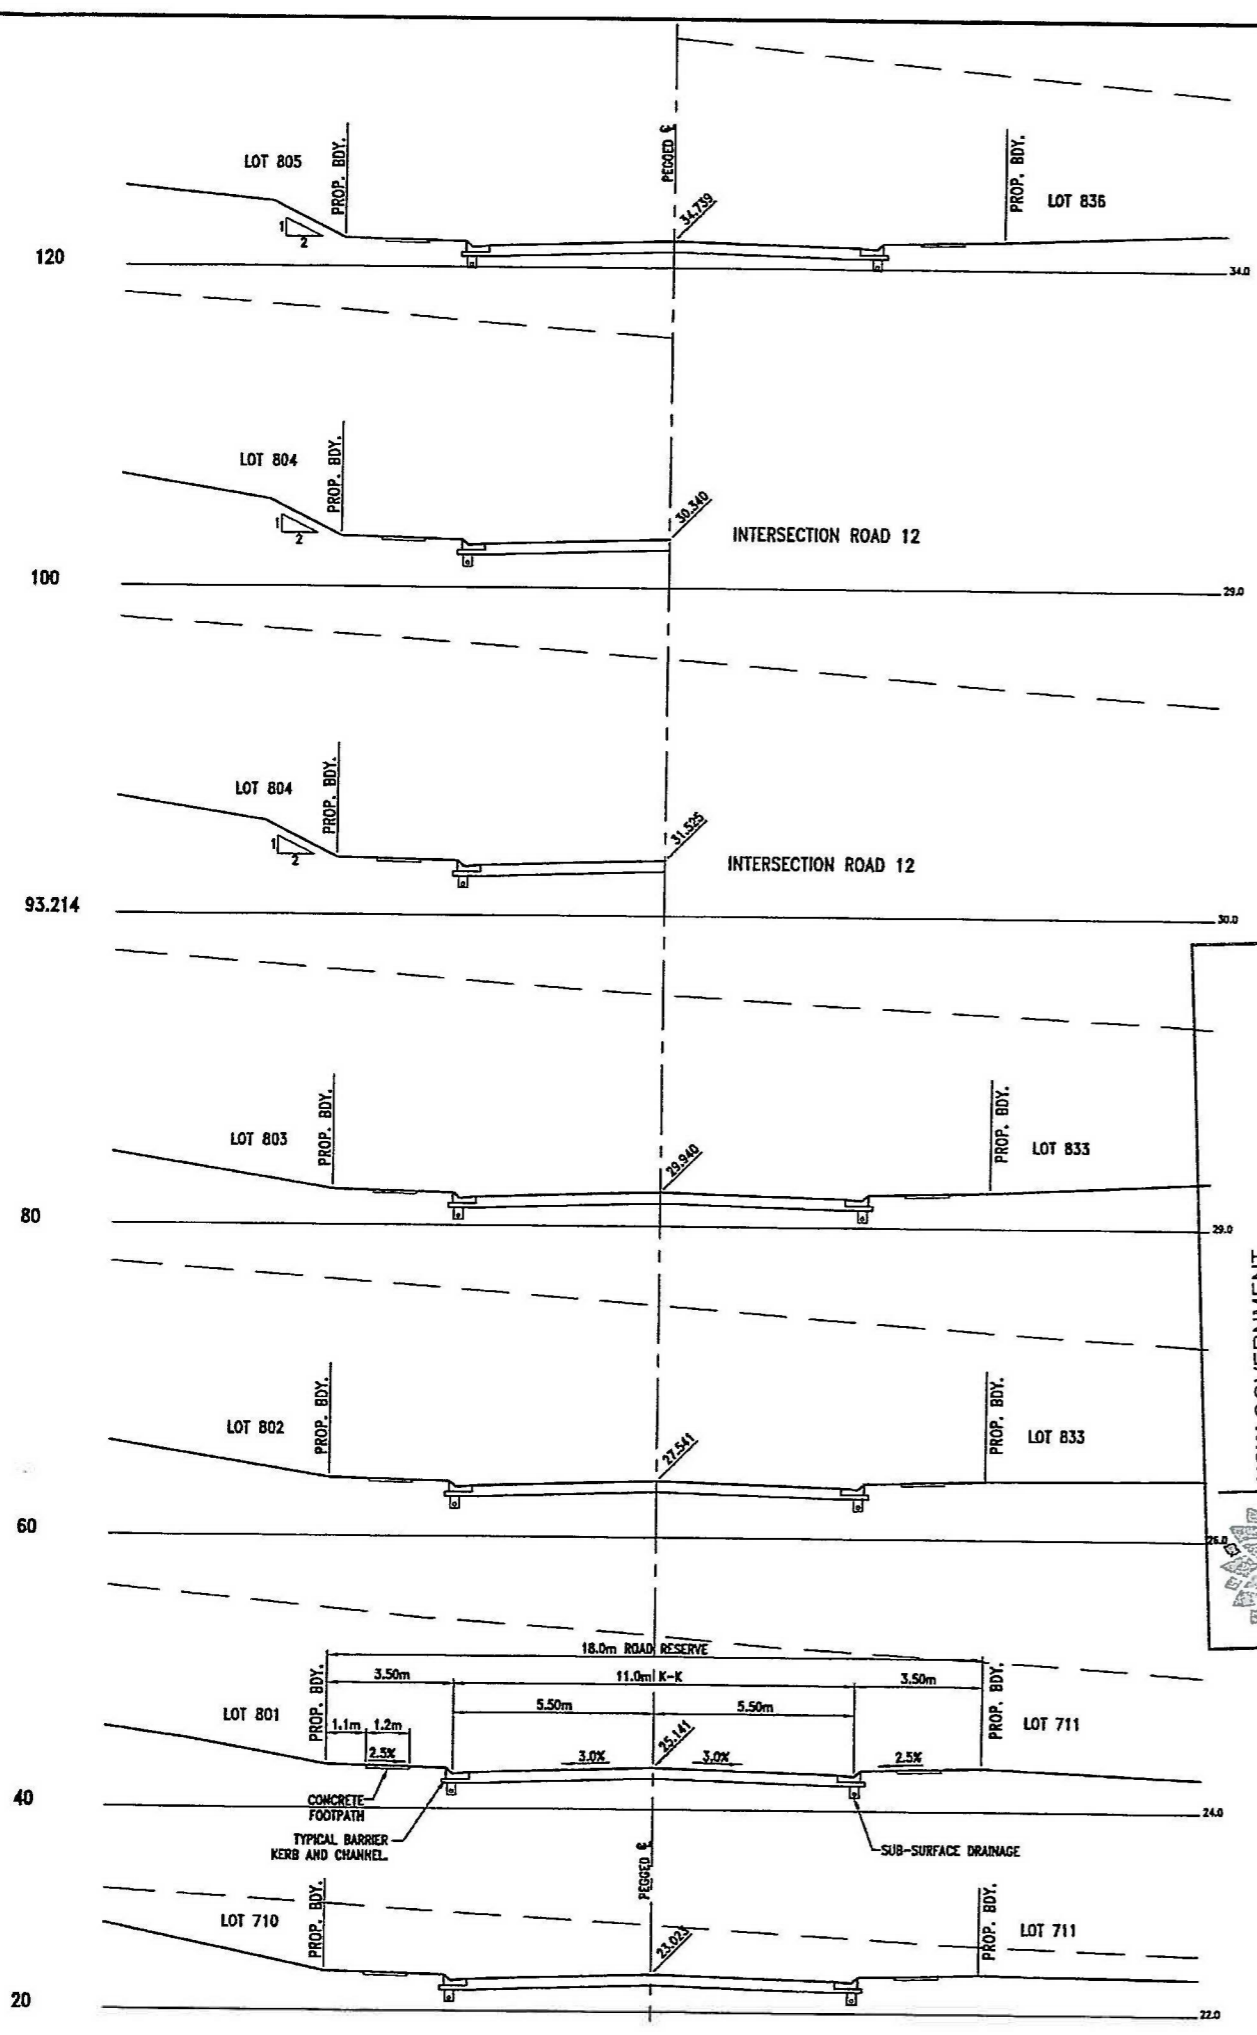 PEGGED ℄
LOT 805
PROP. BDY.
34.739
PROP. BDY.
LOT 836
1
2
120
34.0
LOT 804
PROP. BDY.
30.340
INTERSECTION ROAD 12
1
2
100
29.0
LOT 804
PROP. BDY.
31.525
INTERSECTION ROAD 12
1
2
93.214
30.0
LOT 803
PROP. BDY.
29.940
PROP. BDY.
LOT 833
80
29.0
LOT 802
PROP. BDY.
27.541
PROP. BDY.
LOT 833
60
26.0
GOVERNMENT
18.0m ROAD RESERVE
3.50m
11.0m K-K
3.50m
LOT 801
PROP. BDY.
5.50m
5.50m
PROP. BDY.
LOT 711
1.1m
1.2m
25.141
2.5%
3.0%
3.0%
2.5%
40
24.0
CONCRETE
FOOTPATH
TYPICAL BARRIER
KERB AND CHANNEL
SUB-SURFACE DRAINAGE
PEGGED ℄
LOT 710
PROP. BDY.
23.023
PROP. BDY.
LOT 711
20
22.0